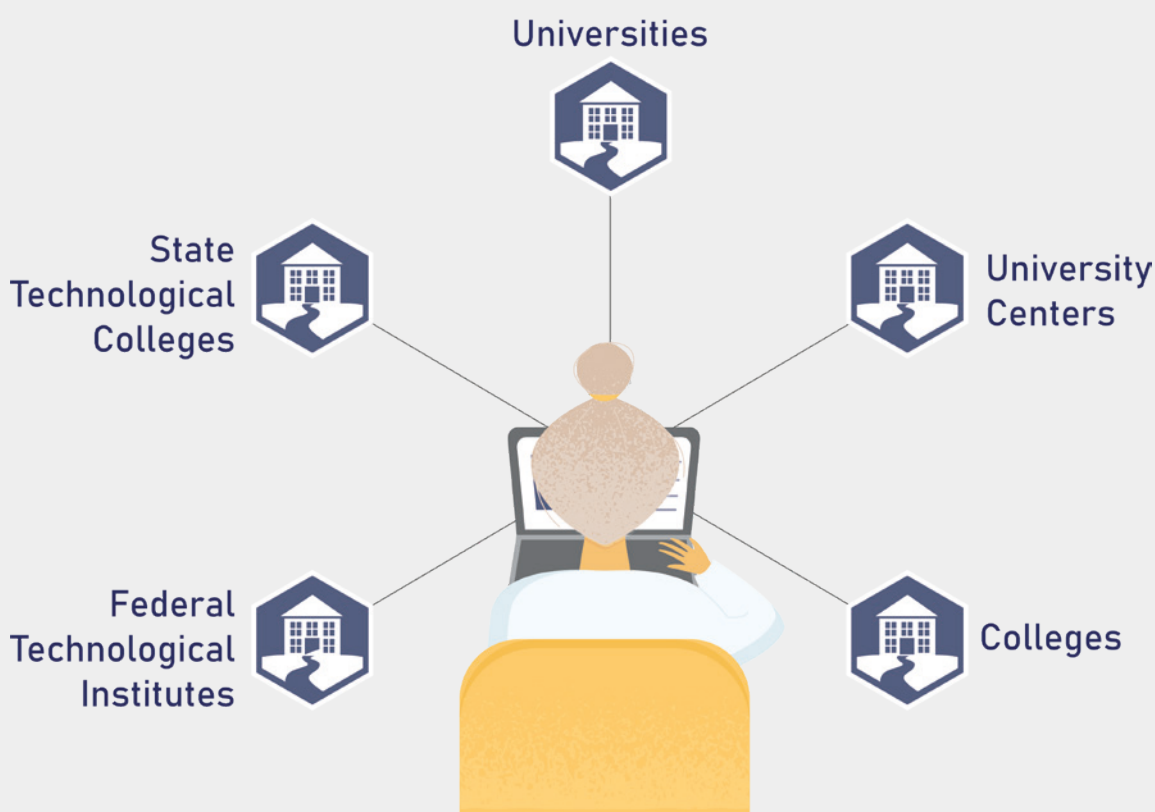 Universities
State
Technological
Colleges
University
Centers
Federal
Technological
Institutes
Colleges